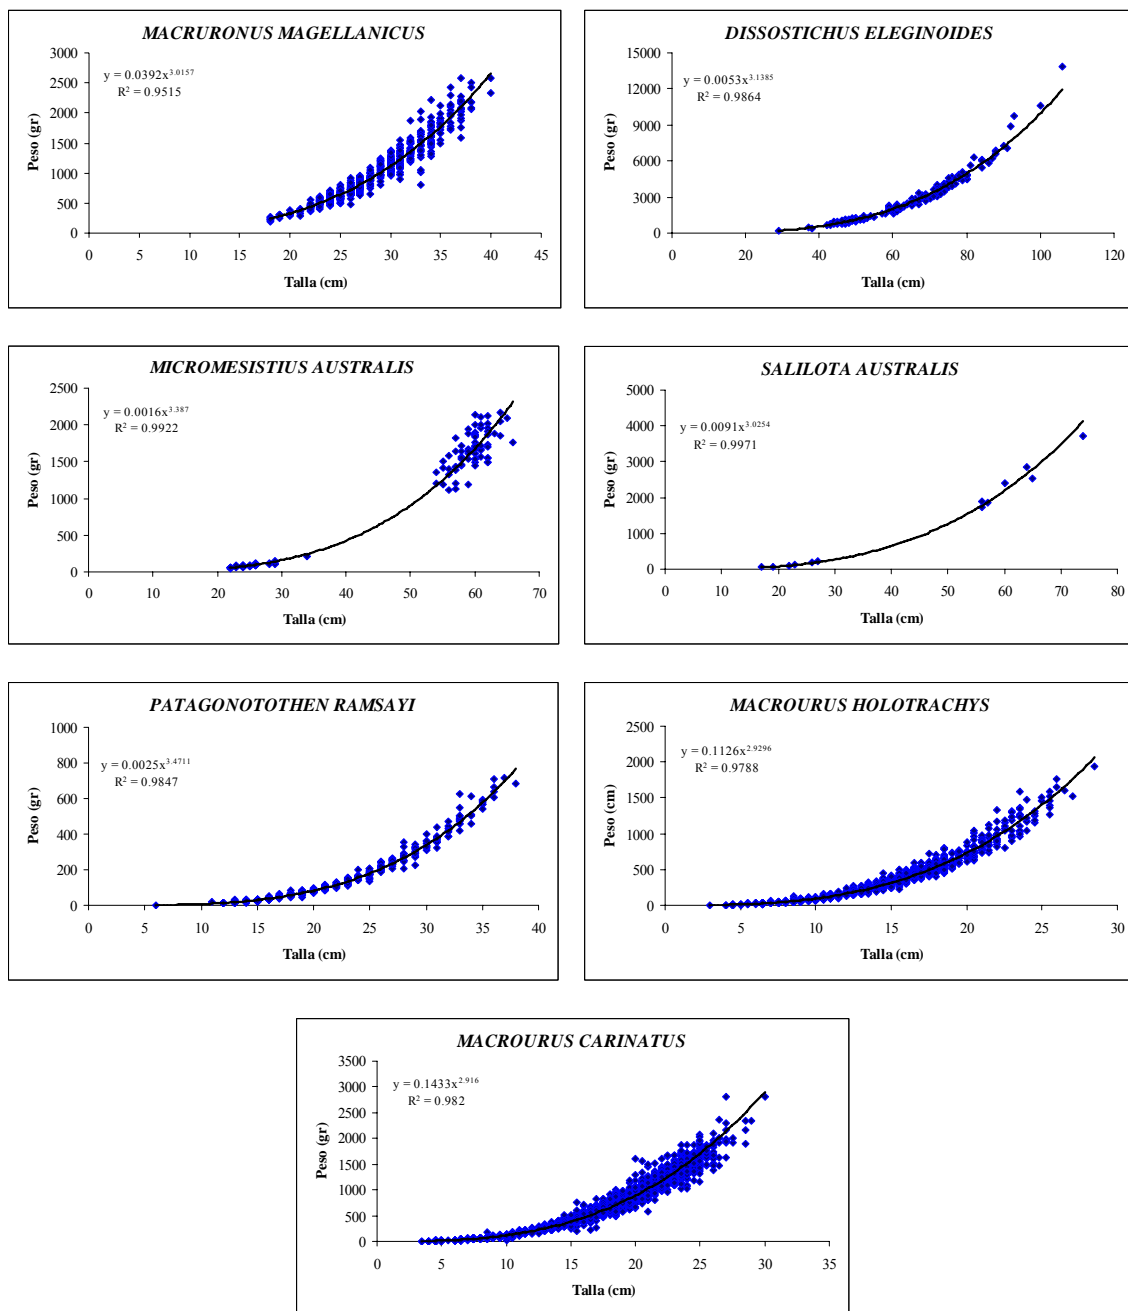 MACRURONUS MAGELLANICUS
y = 0.0392x^3.0157
R² = 0.9515
Peso (gr)
3000
2500
2000
1500
1000
500
0
0 5 10 15 20 25 30 35 40 45
Talla (cm)
DISSOSTICHUS ELEGINOIDES
y = 0.0053x^3.1385
R² = 0.9864
Peso (gr)
15000
12000
9000
6000
3000
0
0 20 40 60 80 100 120
Talla (cm)
MICROMESISTIUS AUSTRALIS
y = 0.0016x^3.387
R² = 0.9922
Peso (gr)
2500
2000
1500
1000
500
0
0 10 20 30 40 50 60 70
Talla (cm)
SALILOTA AUSTRALIS
y = 0.0091x^3.0254
R² = 0.9971
Peso (gr)
5000
4000
3000
2000
1000
0
0 10 20 30 40 50 60 70 80
Talla (cm)
PATAGONOTOTHEN RAMSAYI
y = 0.0025x^3.4711
R² = 0.9847
Peso (gr)
1000
800
600
400
200
0
0 5 10 15 20 25 30 35 40
Talla (cm)
MACROURUS HOLOTRACHYS
y = 0.1126x^2.9296
R² = 0.9788
Peso (cm)
2500
2000
1500
1000
500
0
0 5 10 15 20 25 30
Talla (cm)
MACROURUS CARINATUS
y = 0.1433x^2.916
R² = 0.982
Peso (gr)
3500
3000
2500
2000
1500
1000
500
0
0 5 10 15 20 25 30 35
Talla (cm)